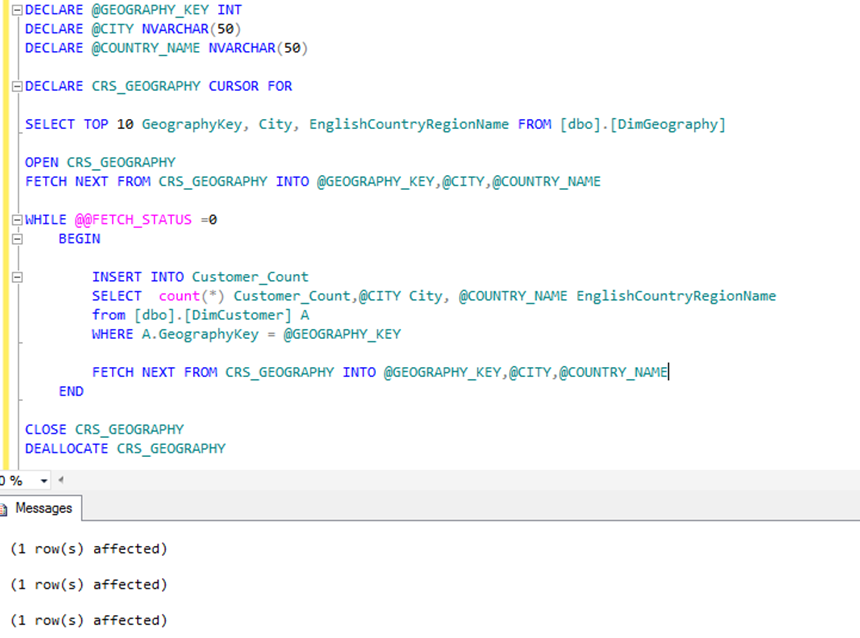 DECLARE @GEOGRAPHY_KEY INT
DECLARE @CITY NVARCHAR(50)
DECLARE @COUNTRY_NAME NVARCHAR(50)
DECLARE CRS_GEOGRAPHY CURSOR FOR
SELECT TOP 10 GeographyKey, City, EnglishCountryRegionName FROM [dbo].[DimGeography]
OPEN CRS_GEOGRAPHY
FETCH NEXT FROM CRS_GEOGRAPHY INTO @GEOGRAPHY_KEY,@CITY,@COUNTRY_NAME
WHILE @@FETCH_STATUS =0
BEGIN
INSERT INTO Customer_Count
SELECT  count(*) Customer_Count,@CITY City, @COUNTRY_NAME EnglishCountryRegionName
from [dbo].[DimCustomer] A
WHERE A.GeographyKey = @GEOGRAPHY_KEY
FETCH NEXT FROM CRS_GEOGRAPHY INTO @GEOGRAPHY_KEY,@CITY,@COUNTRY_NAME
END
CLOSE CRS_GEOGRAPHY
DEALLOCATE CRS_GEOGRAPHY
0 %
Messages
(1 row(s) affected)
(1 row(s) affected)
(1 row(s) affected)